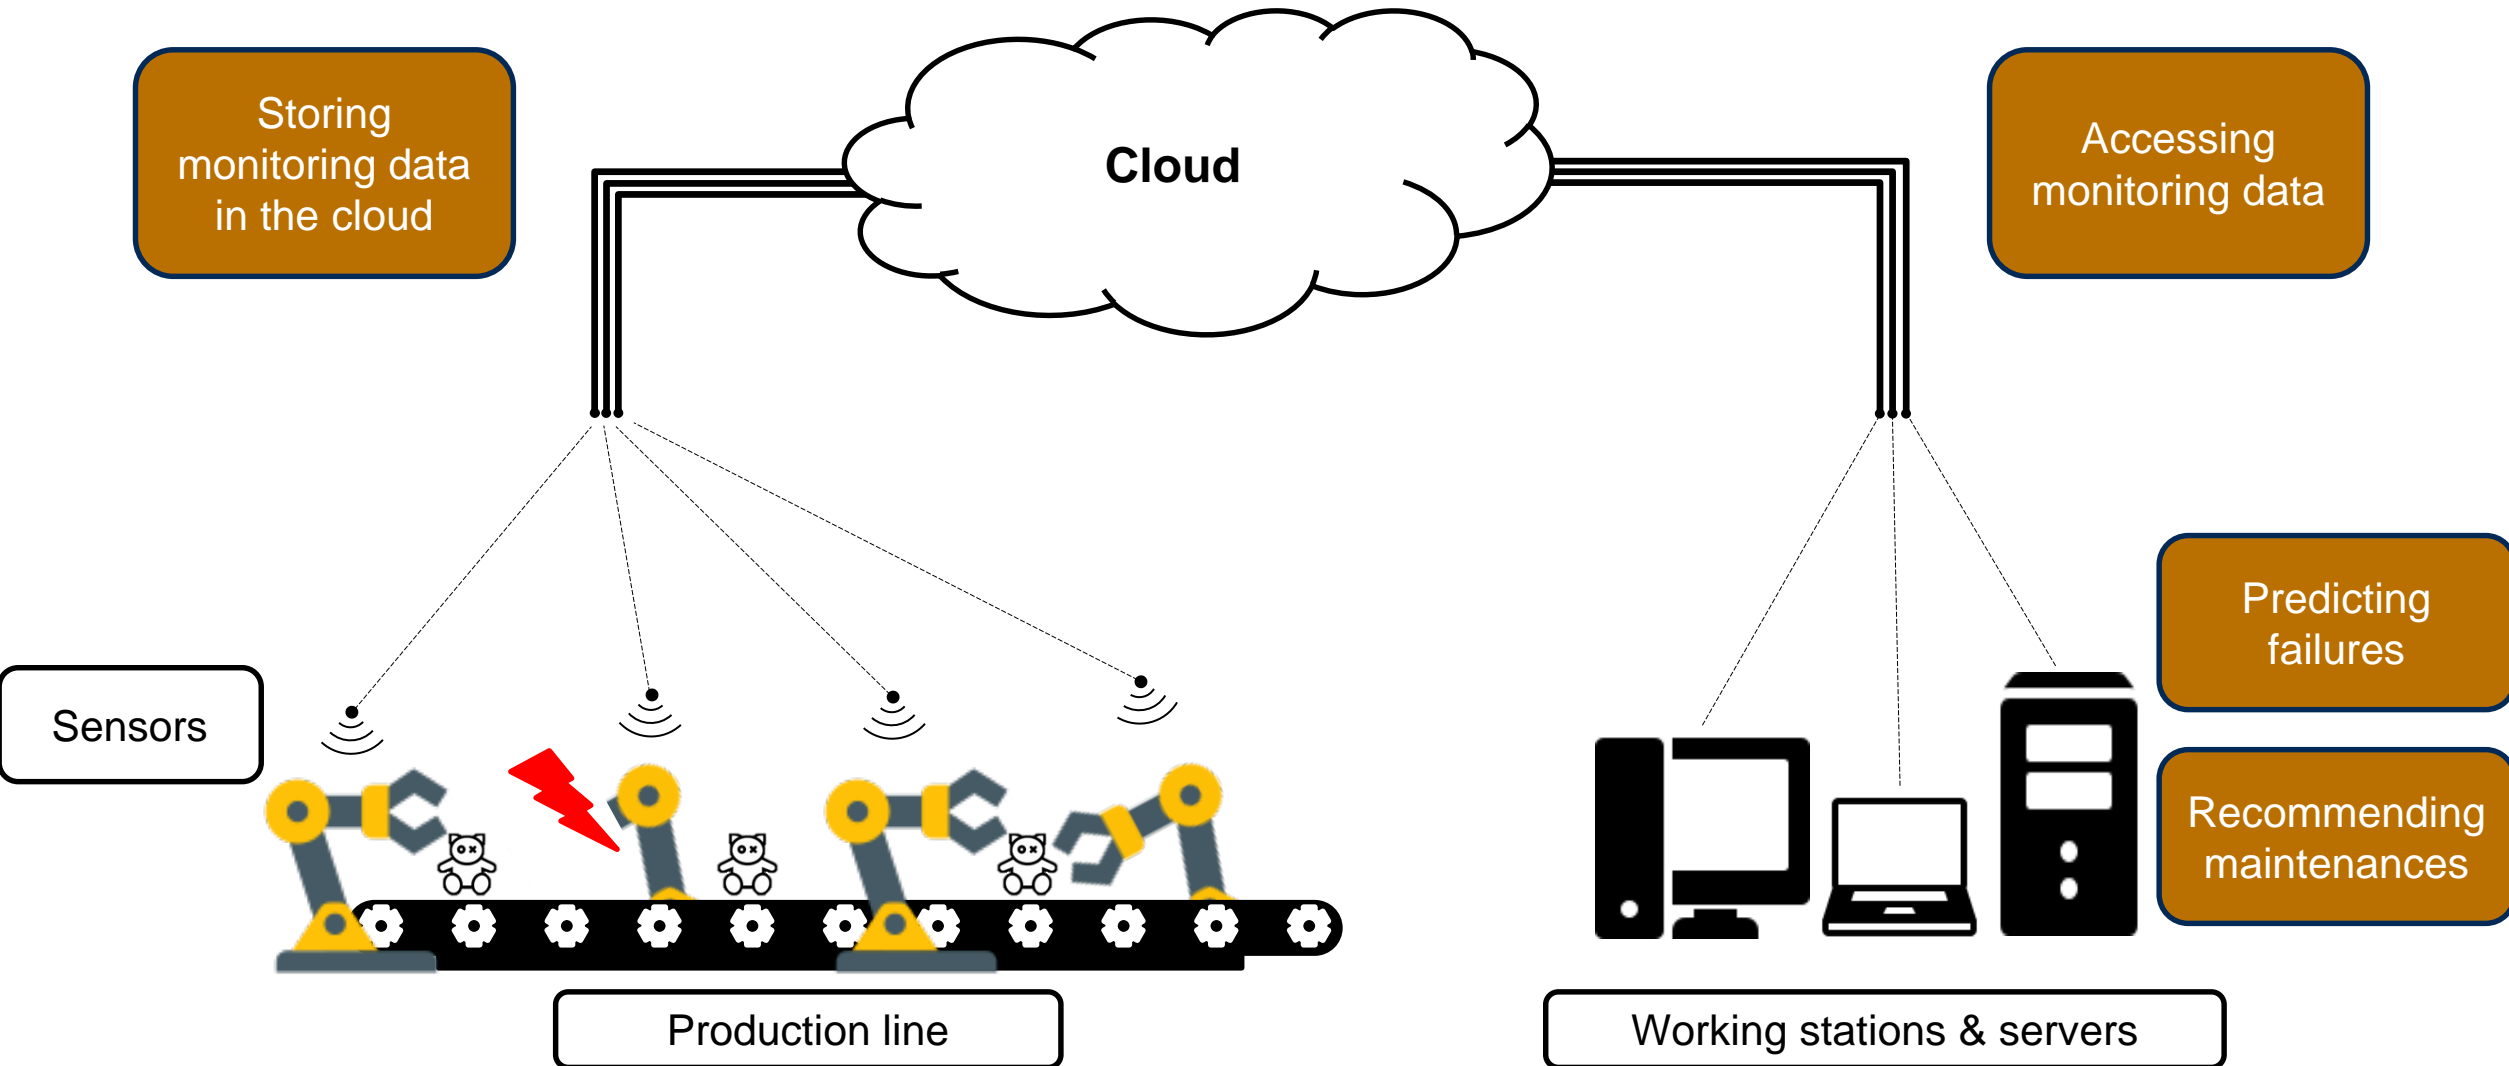 Storing
monitoring data
in the cloud
Cloud
Accessing
monitoring data
Sensors
Predicting
failures
Recommending
maintenances
Production line
Working stations & servers